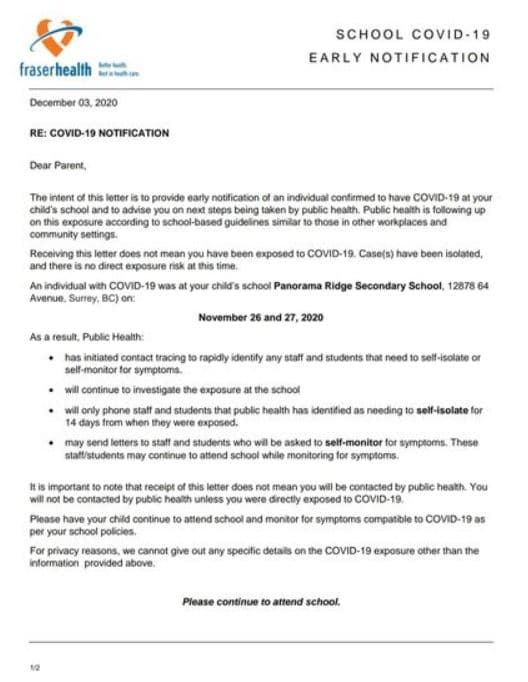 SCHOOL COVID-19
EARLY NOTIFICATION
fraserhealth
Better health.
Best in health care.
December 03, 2020
RE: COVID-19 NOTIFICATION
Dear Parent,
The intent of this letter is to provide early notification of an individual confirmed to have COVID-19 at your
child's school and to advise you on next steps being taken by public health. Public health is following up
on this exposure according to school-based guidelines similar to those in other workplaces and
community settings.
Receiving this letter does not mean you have been exposed to COVID-19. Case(s) have been isolated,
and there is no direct exposure risk at this time.
An individual with COVID-19 was at your child's school Panorama Ridge Secondary School, 12878 64
Avenue, Surrey, BC) on:
November 26 and 27, 2020
As a result, Public Health:
• has initiated contact tracing to rapidly identify any staff and students that need to self-isolate or
self-monitor for symptoms.
• will continue to investigate the exposure at the school
• will only phone staff and students that public health has identified as needing to self-isolate for
14 days from when they were exposed.
• may send letters to staff and students who will be asked to self-monitor for symptoms. These
staff/students may continue to attend school while monitoring for symptoms.
It is important to note that receipt of this letter does not mean you will be contacted by public health. You
will not be contacted by public health unless you were directly exposed to COVID-19.
Please have your child continue to attend school and monitor for symptoms compatible to COVID-19 as
per your school policies.
For privacy reasons, we cannot give out any specific details on the COVID-19 exposure other than the
information provided above.
Please continue to attend school.
1/2